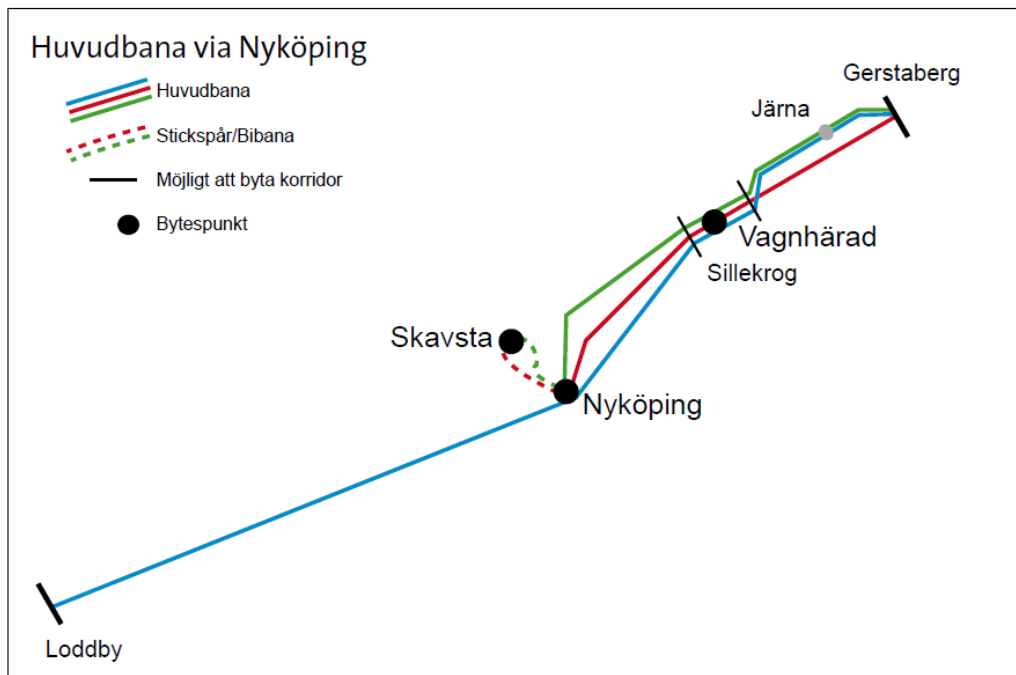 Huvudbana via Nyköping
Huvudbana
Stickspår/Bibana
Möjligt att byta korridor
Bytespunkt
Gerstaberg
Järna
Vagnhärad
Sillekrog
Skavsta
Nyköping
Loddby